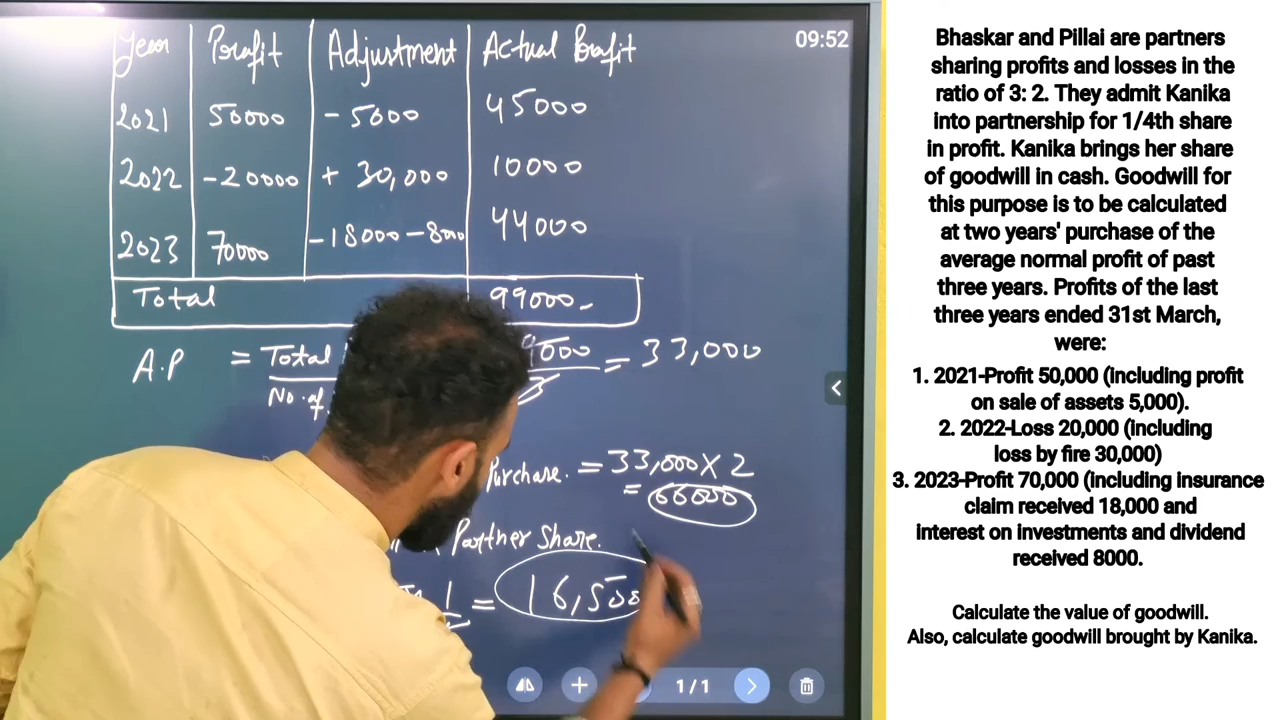 Year Profit Adjustment Actual Profit
2021 50000 - 5000 45000
2022 -20000 + 30,000 10000
2023 70000 -18000 -8000 44000
Total 99000
A.P = Total = 33,000
No. of 3
Purchase. = 33,000 X 2
= 66000
Partner Share.
1 = 16,500
09:52
1/1
Bhaskar and Pillai are partners
sharing profits and losses in the
ratio of 3: 2. They admit Kanika
into partnership for 1/4th share
in profit. Kanika brings her share
of goodwill in cash. Goodwill for
this purpose is to be calculated
at two years' purchase of the
average normal profit of past
three years. Profits of the last
three years ended 31st March,
were:
1. 2021-Profit 50,000 (including profit
on sale of assets 5,000).
2. 2022-Loss 20,000 (including
loss by fire 30,000)
3. 2023-Profit 70,000 (including insurance
claim received 18,000 and
interest on investments and dividend
received 8000.
Calculate the value of goodwill.
Also, calculate goodwill brought by Kanika.